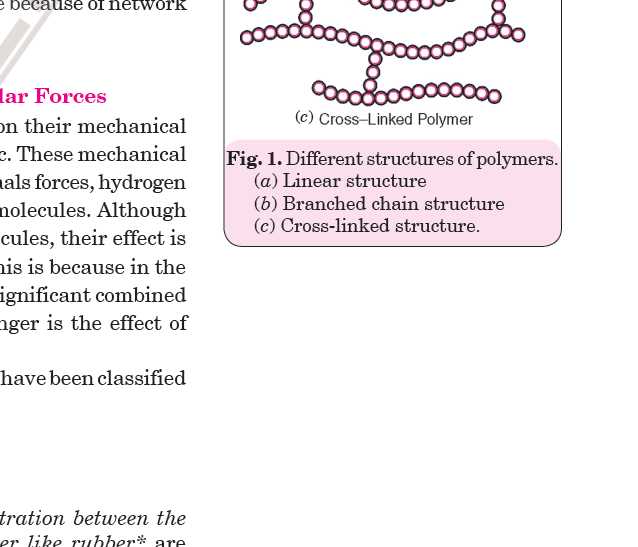 because of network
lar Forces
on their mechanical
c. These mechanical
als forces, hydrogen
molecules. Although
cules, their effect is
his is because in the
ignificant combined
nger is the effect of
have been classified
tration between the
er like rubber* are
(c) Cross–Linked Polymer
Fig. 1. Different structures of polymers.
(a) Linear structure
(b) Branched chain structure
(c) Cross-linked structure.